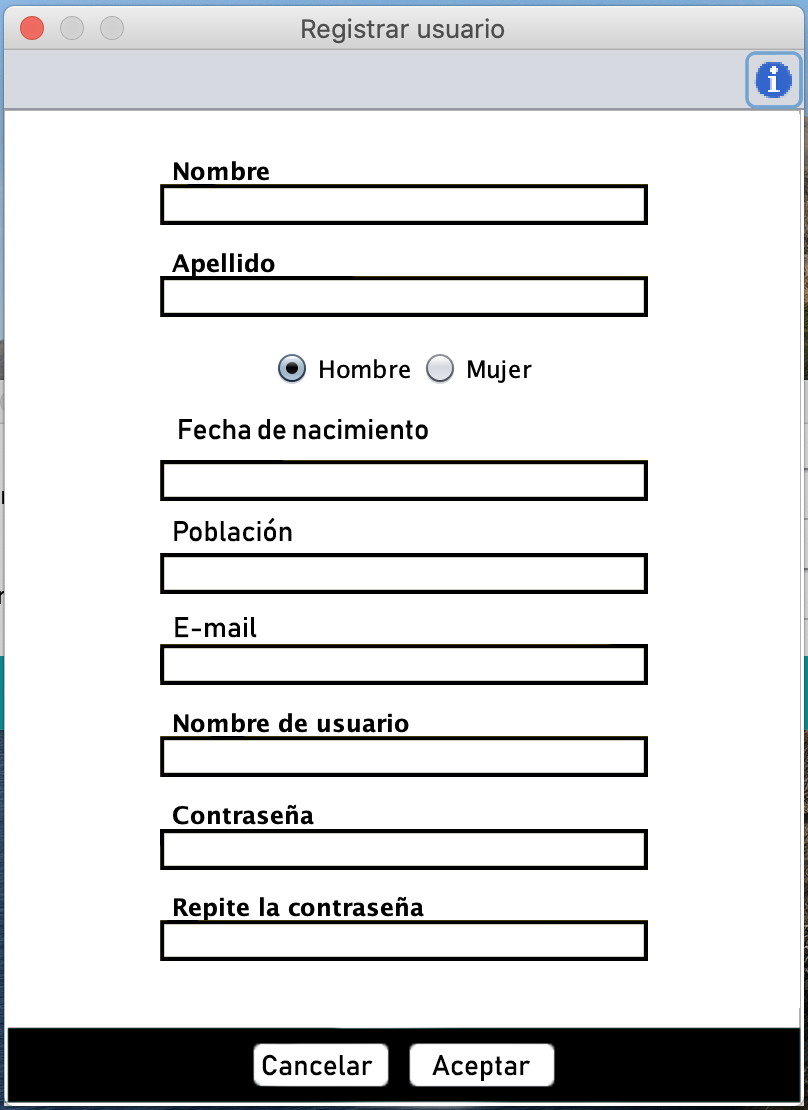 Registrar usuario
Nombre
Apellido
Hombre Mujer
Fecha de nacimiento
Población
E-mail
Nombre de usuario
Contraseña
Repite la contraseña
Cancelar Aceptar